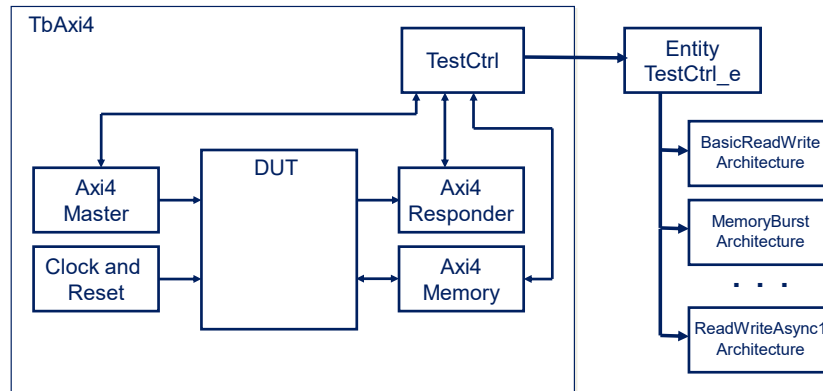 TbAxi4
TestCtrl
Entity
TestCtrl_e
BasicReadWrite
Architecture
DUT
Axi4
Master
Axi4
Responder
MemoryBurst
Architecture
Clock and
Reset
Axi4
Memory
. . .
ReadWriteAsync1
Architecture